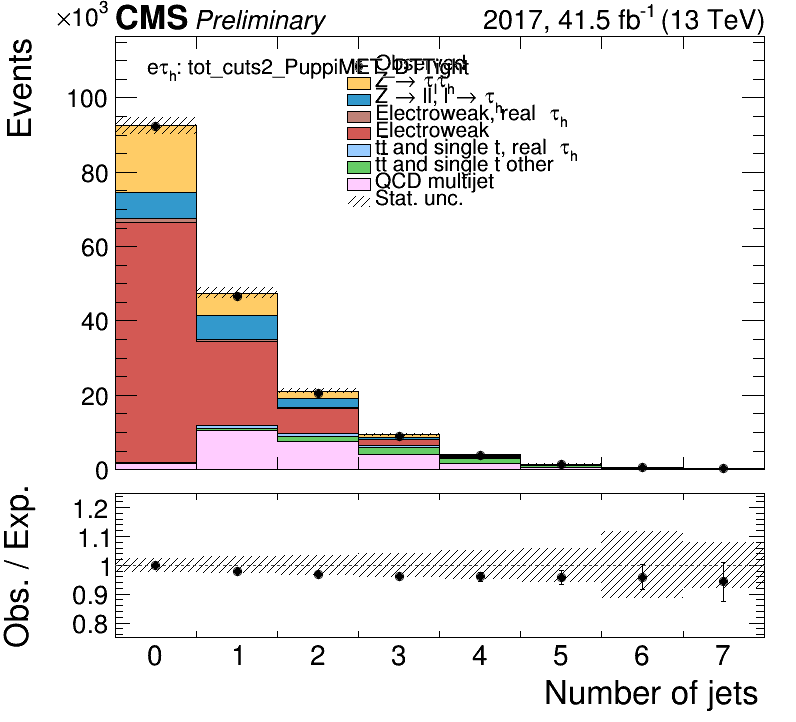 ×10³ CMS Preliminary 2017, 41.5 fb⁻¹ (13 TeV)
Events
eτh: tot_cuts2_PuppiMET_DTTight
Observed
Z → τlτh
Z → ll, l → τh
Electroweak, real τh
Electroweak
tt̄ and single t, real τh
tt̄ and single t other
QCD multijet
Stat. unc.
100
80
60
40
20
0
Obs. / Exp.
1.2
1.1
1
0.9
0.8
0 1 2 3 4 5 6 7
Number of jets